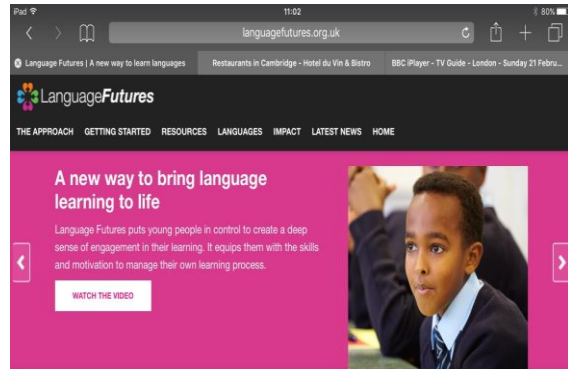 iPad
11:02
80%
languagefutures.org.uk
Language Futures | A new way to learn languages
Restaurants in Cambridge - Hotel du Vin & Bistro
BBC iPlayer - TV Guide - London - Sunday 21 Febru...
LanguageFutures
THE APPROACH GETTING STARTED RESOURCES LANGUAGES IMPACT LATEST NEWS HOME
A new way to bring language
learning to life
Language Futures puts young people in control to create a deep
sense of engagement in their learning. It equips them with the skills
and motivation to manage their own learning process.
WATCH THE VIDEO